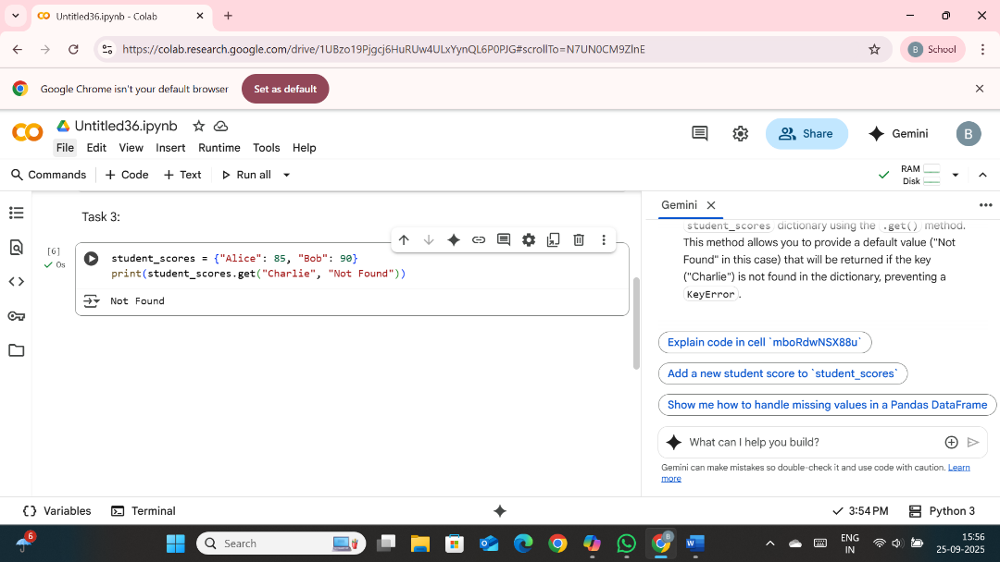 Untitled36.ipynb - Colab
https://colab.research.google.com/drive/1UBzo19Pjgcj6HuRUw4ULxYynQL6P0PJG#scrollTo=N7UN0CM9ZlnE
B School
Google Chrome isn't your default browser
Set as default
Untitled36.ipynb
File Edit View Insert Runtime Tools Help
Share
Gemini
B
Commands + Code + Text Run all
RAM
Disk
Task 3:
[6]
0s
student_scores = {"Alice": 85, "Bob": 90}
print(student_scores.get("Charlie", "Not Found"))
Not Found
Gemini
student_scores dictionary using the .get() method.
This method allows you to provide a default value ("Not
Found" in this case) that will be returned if the key
("Charlie") is not found in the dictionary, preventing a
KeyError.
Explain code in cell `mboRdwNSX88u`
Add a new student score to `student_scores`
Show me how to handle missing values in a Pandas DataFrame
What can I help you build?
Gemini can make mistakes so double-check it and use code with caution. Learn
more
Variables Terminal
3:54 PM Python 3
6
Search
B
W
ENG
IN
15:56
25-09-2025